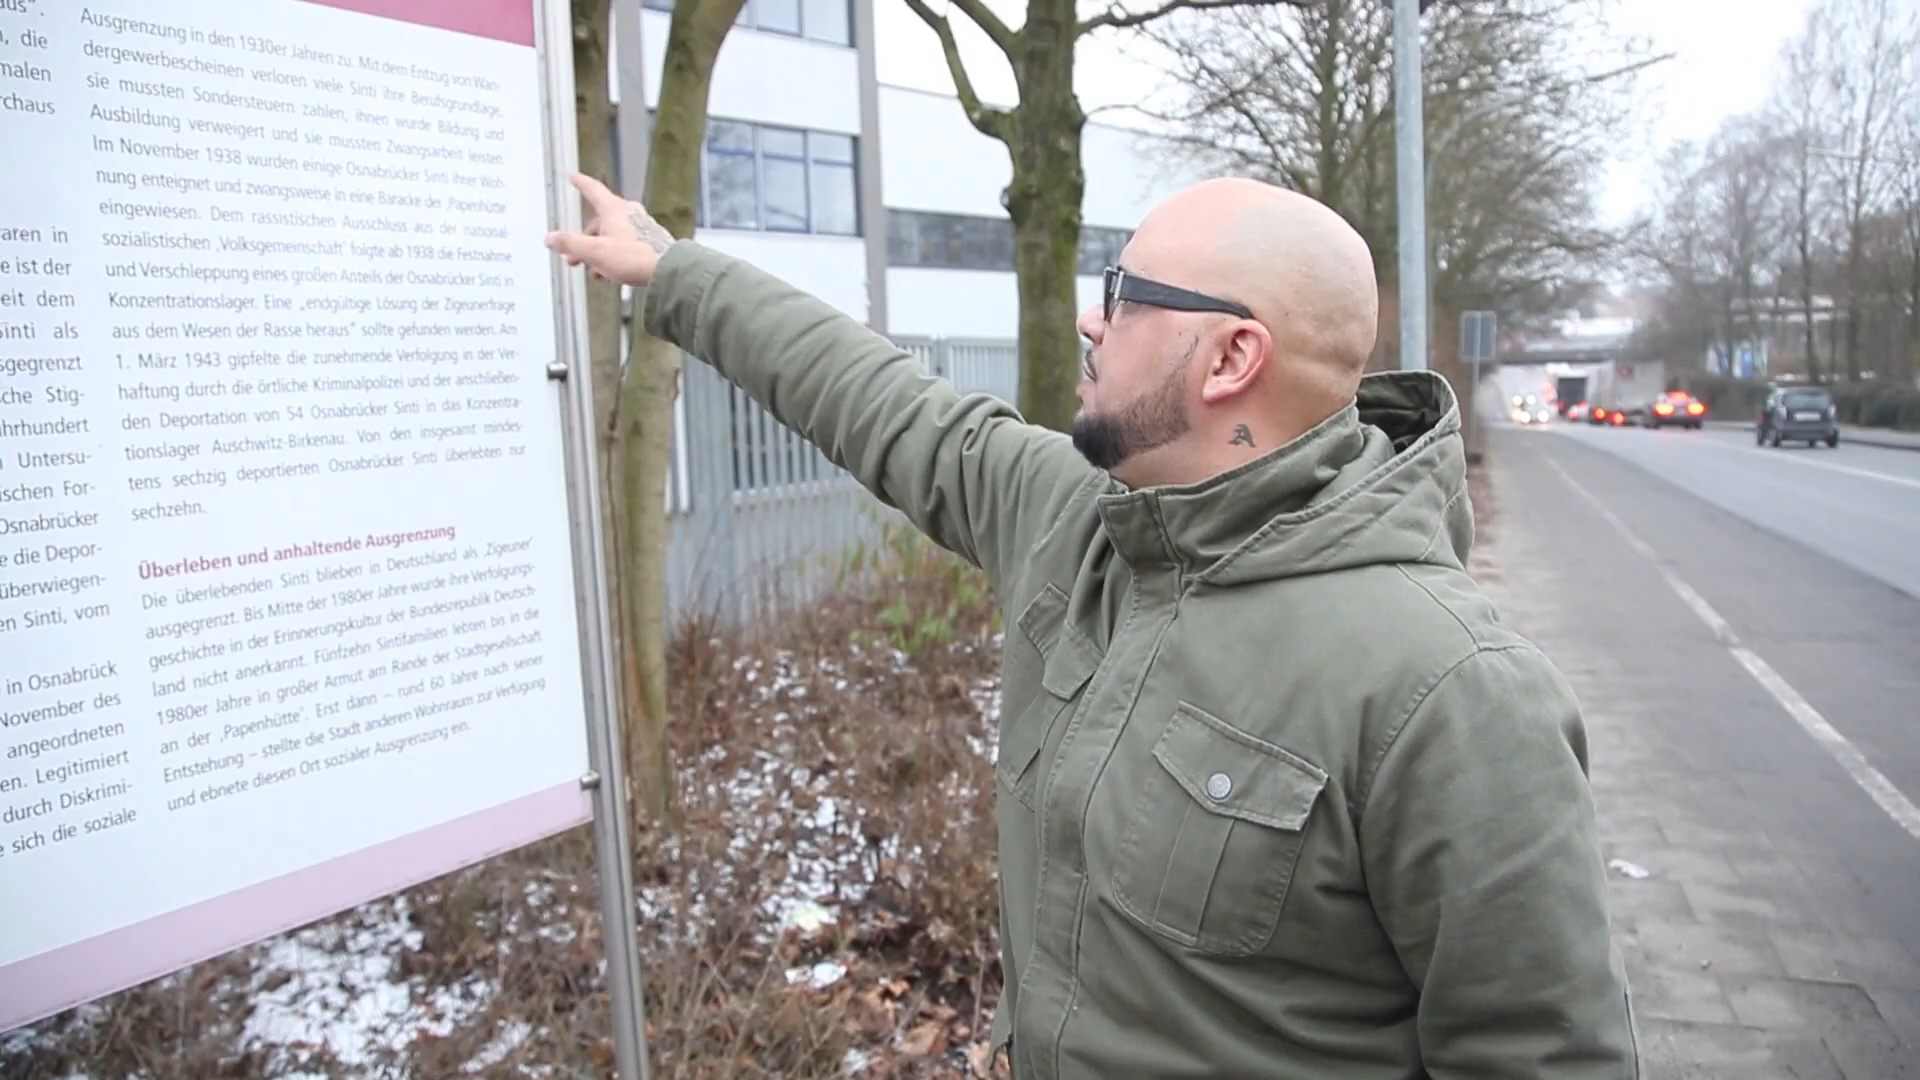 aus".
, die
malen
rchaus
aren in
e ist der
eit dem
Sinti als
sgegrenzt
che Stig-
ahrhundert
Untersu-
ischen For-
Osnabrücker
e die Depor-
überwiegen-
en Sinti, vom
in Osnabrück
November des
angeordneten
en. Legitimiert
durch Diskrimi-
e sich die soziale
Ausgrenzung in den 1930er Jahren zu. Mit dem Entzug von Wan-
dergewerbescheinen verloren viele Sinti ihre Berufsgrundlage,
sie mussten Sondersteuern zahlen, ihnen wurde Bildung und
Ausbildung verweigert und sie mussten Zwangsarbeit leisten.
Im November 1938 wurden einige Osnabrücker Sinti ihrer Woh-
nung enteignet und zwangsweise in eine Baracke der ‚Papenhütte'
eingewiesen. Dem rassistischen Ausschluss aus der national-
sozialistischen ‚Volksgemeinschaft' folgte ab 1938 die Festnahme
und Verschleppung eines großen Anteils der Osnabrücker Sinti in
Konzentrationslager. Eine „endgültige Lösung der Zigeunerfrage
aus dem Wesen der Rasse heraus" sollte gefunden werden. Am
1. März 1943 gipfelte die zunehmende Verfolgung in der Ver-
haftung durch die örtliche Kriminalpolizei und der anschließen-
den Deportation von 54 Osnabrücker Sinti in das Konzentra-
tionslager Auschwitz-Birkenau. Von den insgesamt mindes-
tens sechzig deportierten Osnabrücker Sinti überlebten nur
sechzehn.
Überleben und anhaltende Ausgrenzung
Die überlebenden Sinti blieben in Deutschland als ‚Zigeuner'
ausgegrenzt. Bis Mitte der 1980er Jahre wurde ihre Verfolgungs-
geschichte in der Erinnerungskultur der Bundesrepublik Deutsch-
land nicht anerkannt. Fünfzehn Sintifamilien lebten bis in die
1980er Jahre in großer Armut am Rande der Stadtgesellschaft
an der ‚Papenhütte'. Erst dann – rund 60 Jahre nach seiner
Entstehung – stellte die Stadt anderen Wohnraum zur Verfügung
und ebnete diesen Ort sozialer Ausgrenzung ein.
A